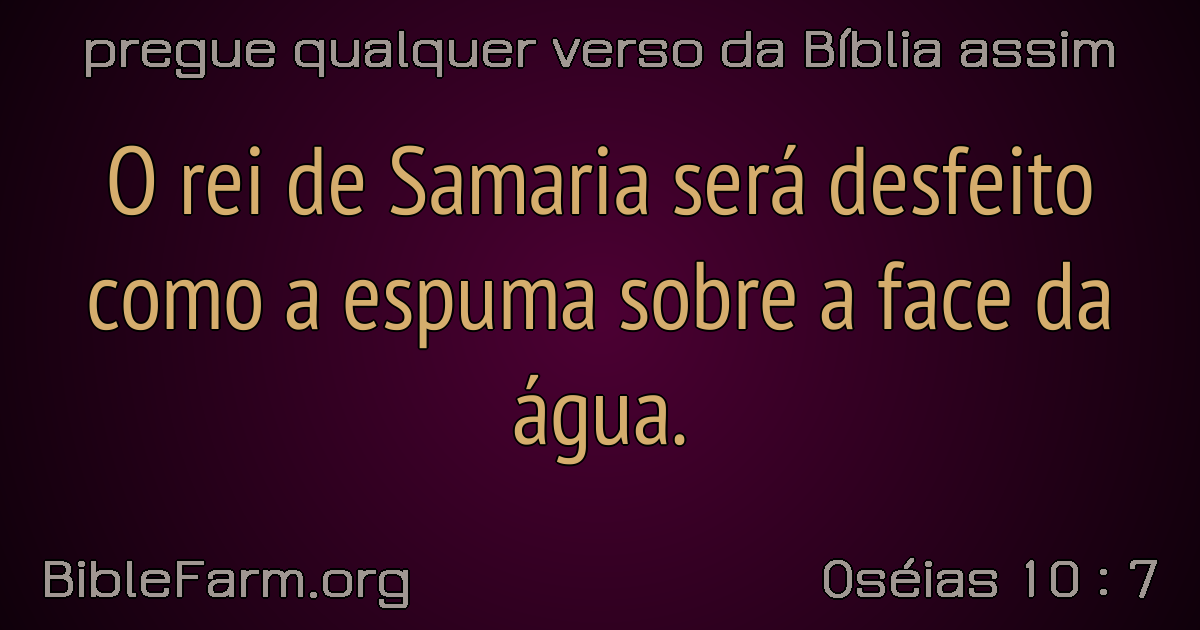 pregue qualquer verso da Bíblia assim
O rei de Samaria será desfeito
como a espuma sobre a face da
água.
BibleFarm.org
Oséias 10 : 7